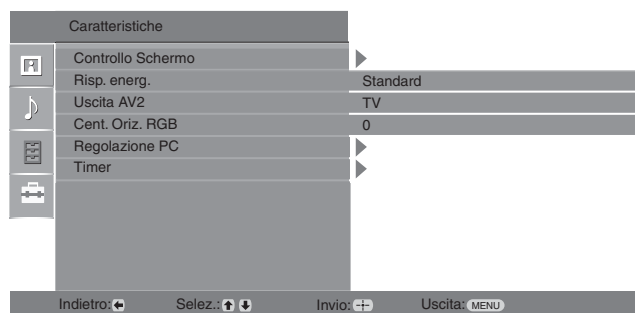 Caratteristiche
Controllo Schermo
Risp. energ. Standard
Uscita AV2 TV
Cent. Oriz. RGB 0
Regolazione PC
Timer
Indietro: Selez.: Invio: Uscita: MENU